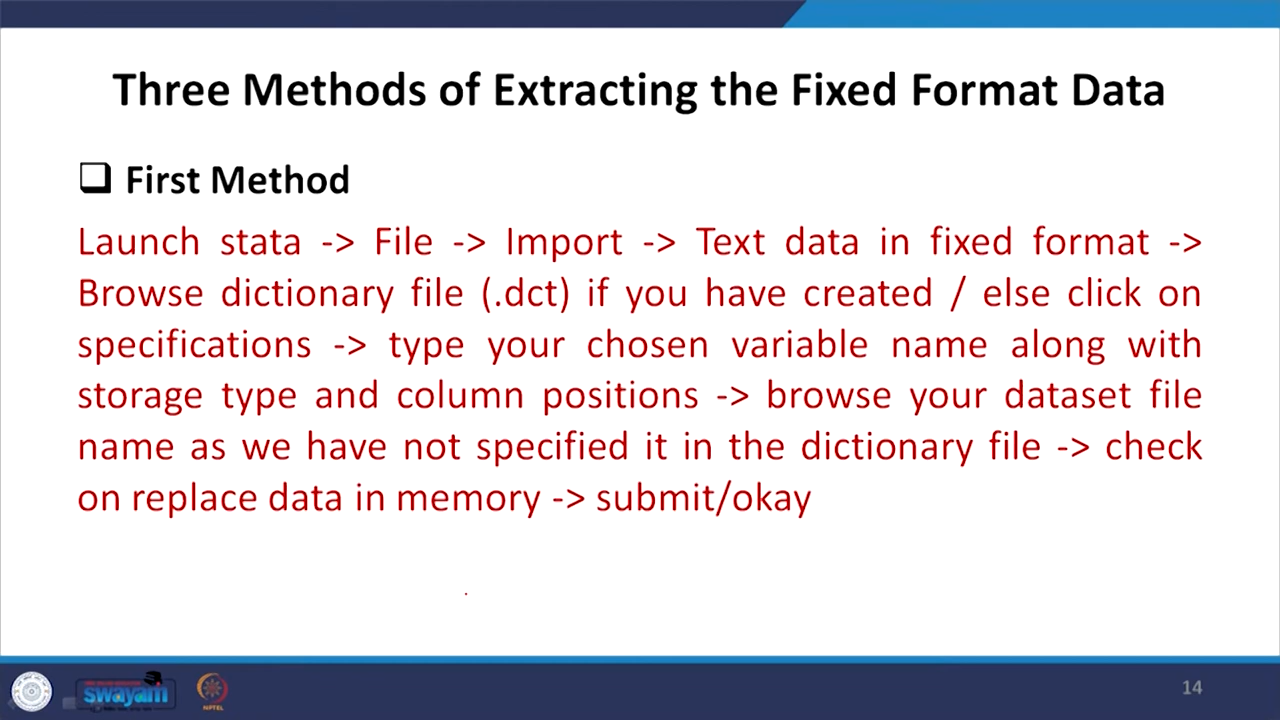 Three Methods of Extracting the Fixed Format Data
First Method
Launch stata -> File -> Import -> Text data in fixed format ->
Browse dictionary file (.dct) if you have created / else click on
specifications -> type your chosen variable name along with
storage type and column positions -> browse your dataset file
name as we have not specified it in the dictionary file -> check
on replace data in memory -> submit/okay
swayam
NPTEL
14